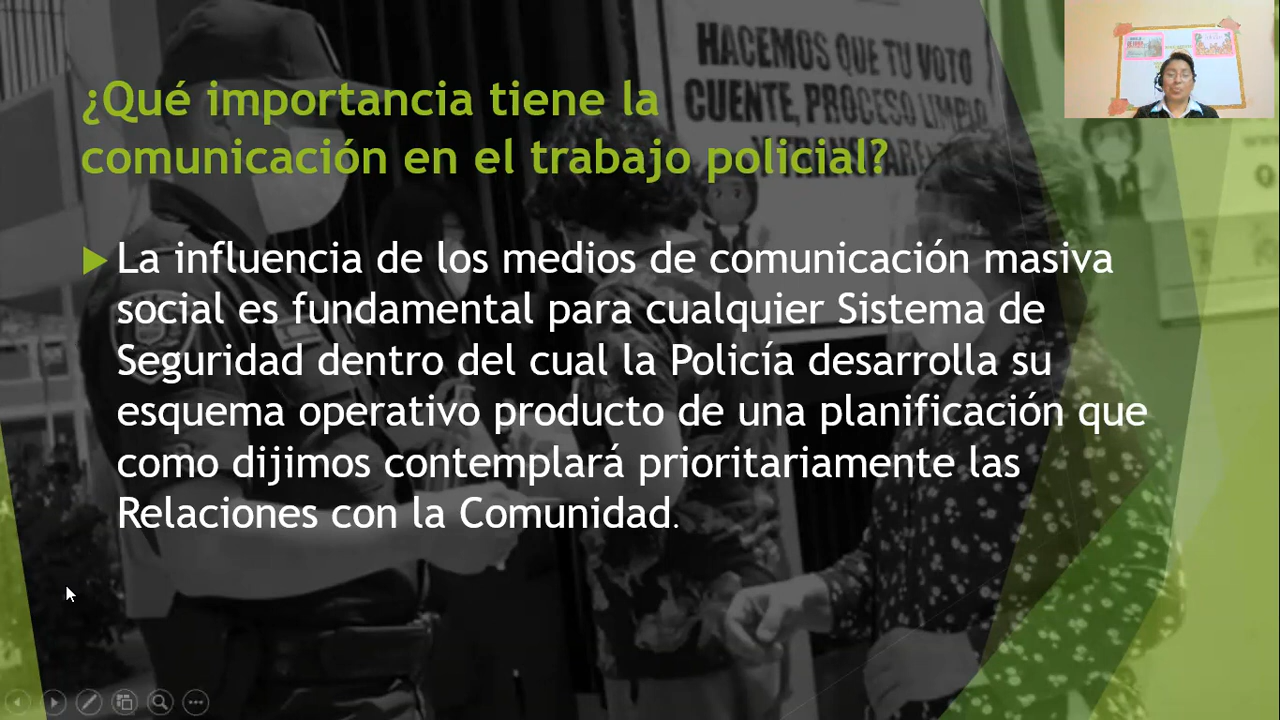 HACEMOS QUE TU VOTO
CUENTE, PROCESO LIMPIO
¿Qué importancia tiene la
comunicación en el trabajo policial?
La influencia de los medios de comunicación masiva
social es fundamental para cualquier Sistema de
Seguridad dentro del cual la Policía desarrolla su
esquema operativo producto de una planificación que
como dijimos contemplará prioritariamente las
Relaciones con la Comunidad.